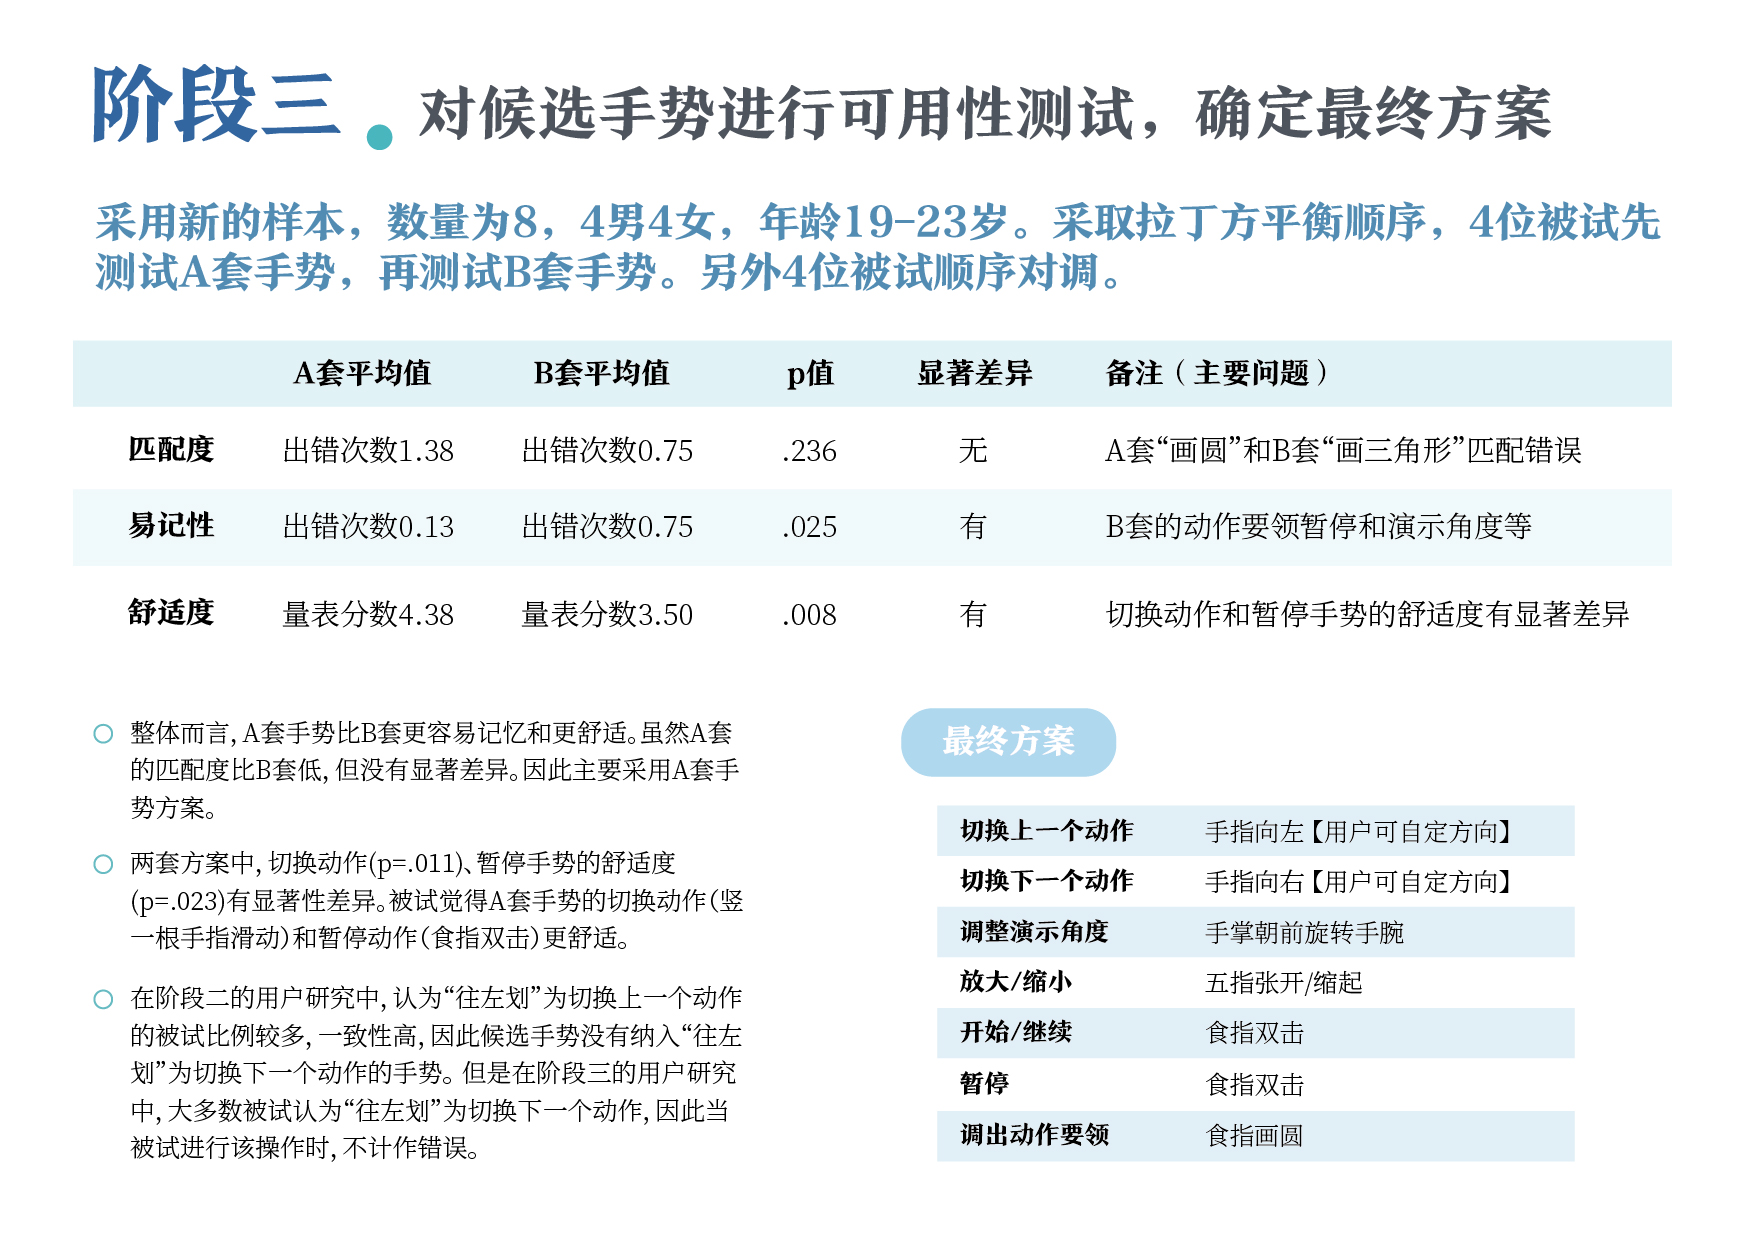 阶段三 对候选手势进行可用性测试，确定最终方案
采用新的样本，数量为8，4男4女，年龄19-23岁。采取拉丁方平衡顺序，4位被试先
测试A套手势，再测试B套手势。另外4位被试顺序对调。
A套平均值 B套平均值 p值 显著差异 备注（主要问题）
匹配度 出错次数1.38 出错次数0.75 .236 无 A套“画圆”和B套“画三角形”匹配错误
易记性 出错次数0.13 出错次数0.75 .025 有 B套的动作要领暂停和演示角度等
舒适度 量表分数4.38 量表分数3.50 .008 有 切换动作和暂停手势的舒适度有显著差异
整体而言，A套手势比B套更容易记忆和更舒适。虽然A套
的匹配度比B套低，但没有显著差异。因此主要采用A套手
势方案。
两套方案中，切换动作(p=.011)、暂停手势的舒适度
(p=.023)有显著性差异。被试觉得A套手势的切换动作（竖
一根手指滑动）和暂停动作（食指双击）更舒适。
在阶段二的用户研究中，认为“往左划”为切换上一个动作
的被试比例较多，一致性高，因此候选手势没有纳入“往左
划”为切换下一个动作的手势。但是在阶段三的用户研究
中，大多数被试认为“往左划”为切换下一个动作，因此当
被试进行该操作时，不计作错误。
最终方案
切换上一个动作 手指向左【用户可自定方向】
切换下一个动作 手指向右【用户可自定方向】
调整演示角度 手掌朝前旋转手腕
放大/缩小 五指张开/缩起
开始/继续 食指双击
暂停 食指双击
调出动作要领 食指画圆